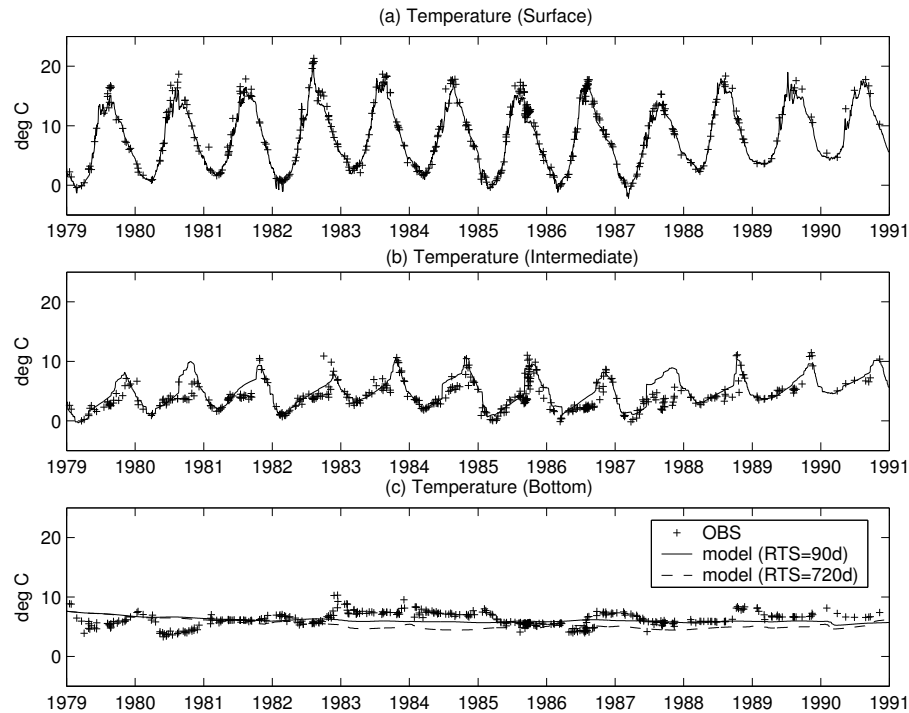 (a) Temperature (Surface)
20
10
0
deg C
1979 1980 1981 1982 1983 1984 1985 1986 1987 1988 1989 1990 1991
(b) Temperature (Intermediate)
20
10
0
deg C
1979 1980 1981 1982 1983 1984 1985 1986 1987 1988 1989 1990 1991
(c) Temperature (Bottom)
20
10
0
deg C
OBS
model (RTS=90d)
model (RTS=720d)
1979 1980 1981 1982 1983 1984 1985 1986 1987 1988 1989 1990 1991